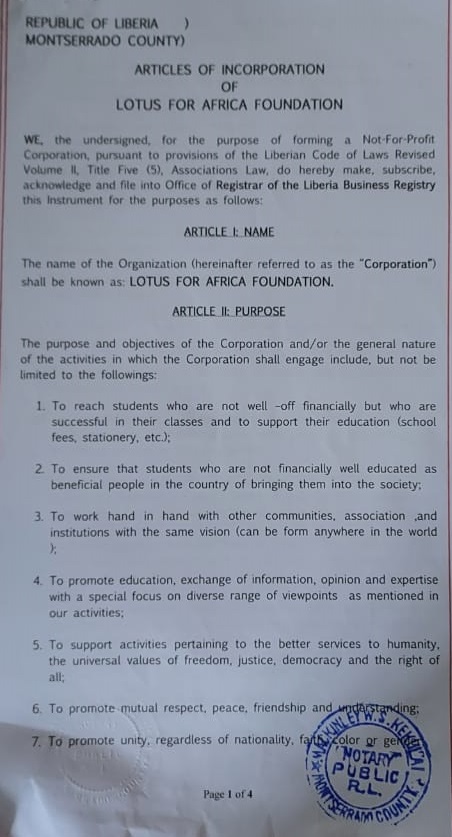 REPUBLIC OF LIBERIA )
MONTSERRADO COUNTY)
ARTICLES OF INCORPORATION
OF
LOTUS FOR AFRICA FOUNDATION
WE, the undersigned, for the purpose of forming a Not-For-Profit
Corporation, pursuant to provisions of the Liberian Code of Laws Revised
Volume II, Title Five (5), Associations Law, do hereby make, subscribe,
acknowledge and file into Office of Registrar of the Liberia Business Registry
this Instrument for the purposes as follows:
ARTICLE I: NAME
The name of the Organization (hereinafter referred to as the "Corporation")
shall be known as: LOTUS FOR AFRICA FOUNDATION.
ARTICLE II: PURPOSE
The purpose and objectives of the Corporation and/or the general nature
of the activities in which the Corporation shall engage include, but not be
limited to the followings:
1. To reach students who are not well -off financially but who are
successful in their classes and to support their education (school
fees, stationery, etc.);
2. To ensure that students who are not financially well educated as
beneficial people in the country of bringing them into the society;
3. To work hand in hand with other communities, association ,and
institutions with the same vision (can be form anywhere in the world
);
4. To promote education, exchange of information, opinion and expertise
with a special focus on diverse range of viewpoints as mentioned in
our activities;
5. To support activities pertaining to the better services to humanity,
the universal values of freedom, justice, democracy and the right of
all;
6. To promote mutual respect, peace, friendship and understanding;
7. To promote unity, regardless of nationality, faith, color or gender
NOTARY
PUBLIC
R.L.
MONTSERRADO COUNTY
Page 1 of 4